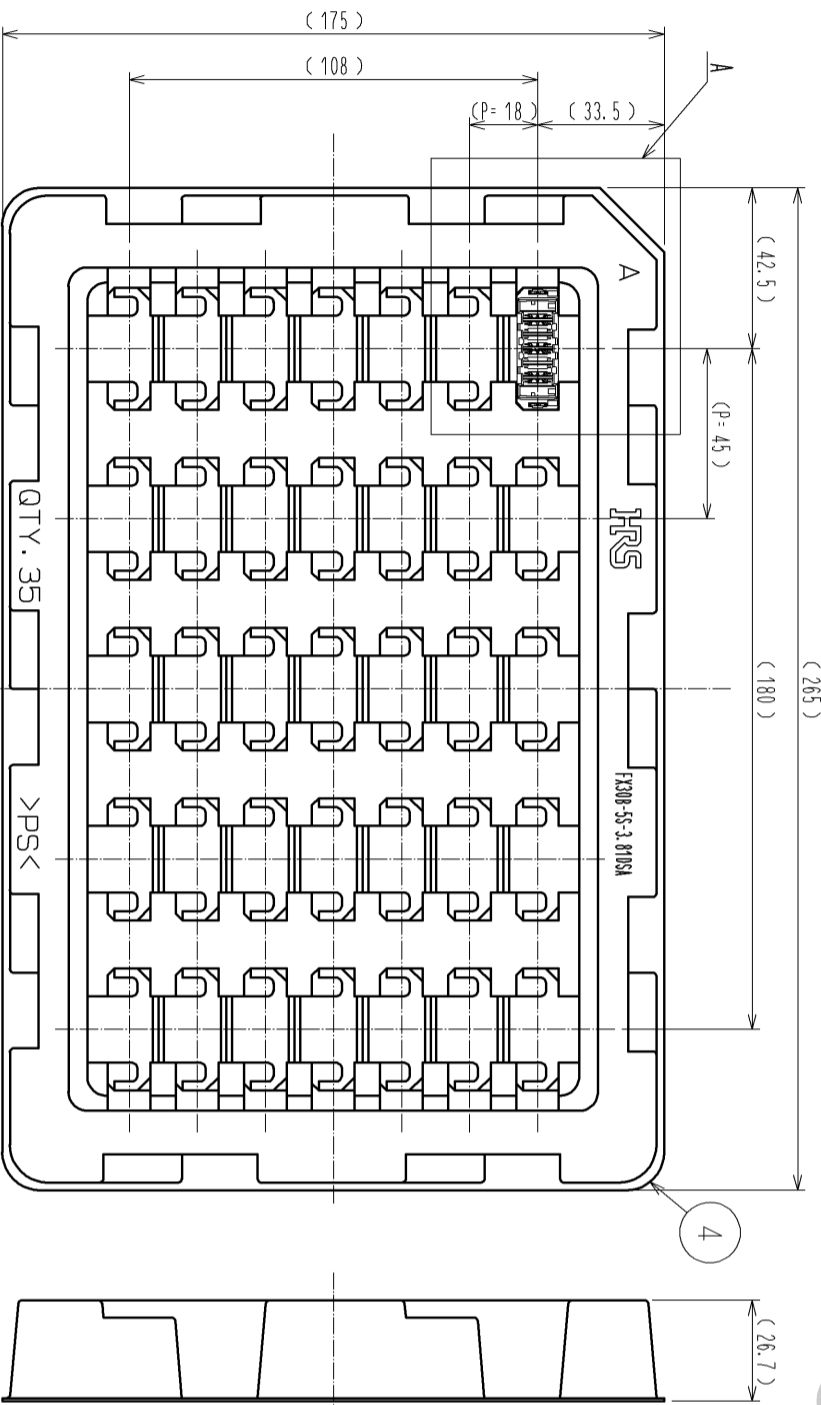 ( 175 )
( 108 )
(P= 18 )
( 33.5 )
A
( 42.5 )
( 265 )
A
(P= 45 )
HRS
QTY. 35
( 180 )
FX30B-5S-3.81DSA
>PS<
4
( 26.7 )